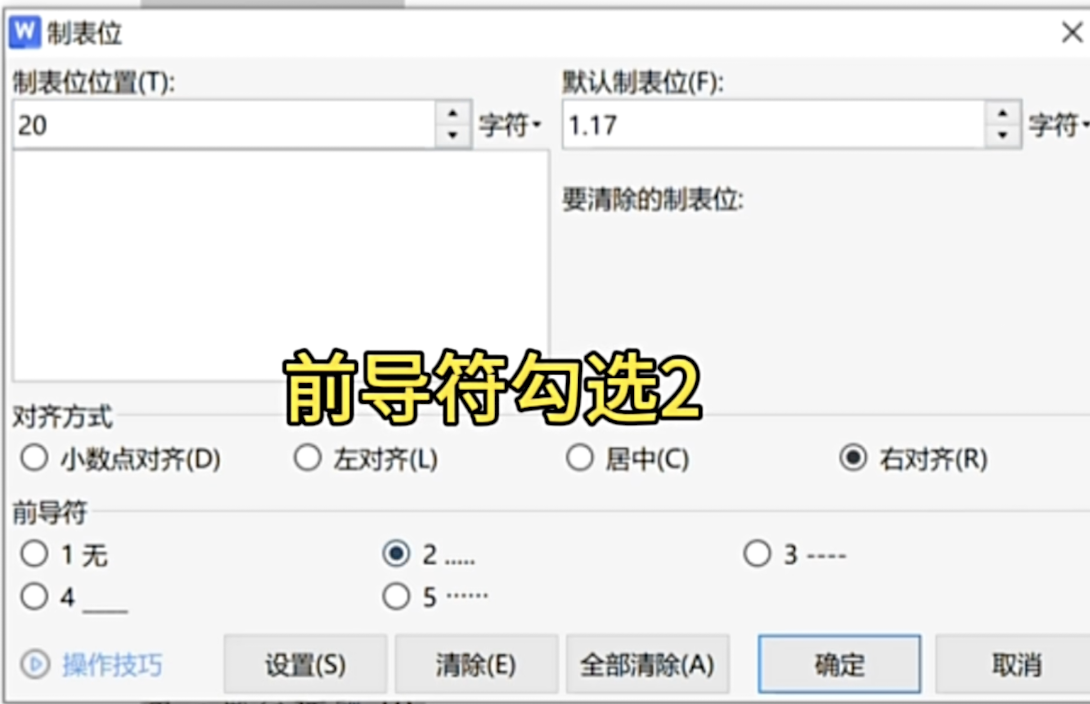 W 制表位
制表位位置(T): 默认制表位(F):
20 字符 1.17 字符
要清除的制表位:
前导符勾选2
对齐方式
小数点对齐(D) 左对齐(L) 居中(C) 右对齐(R)
前导符
1 无 2 ..... 3 ----
4 ____ 5 ······
操作技巧 设置(S) 清除(E) 全部清除(A) 确定 取消